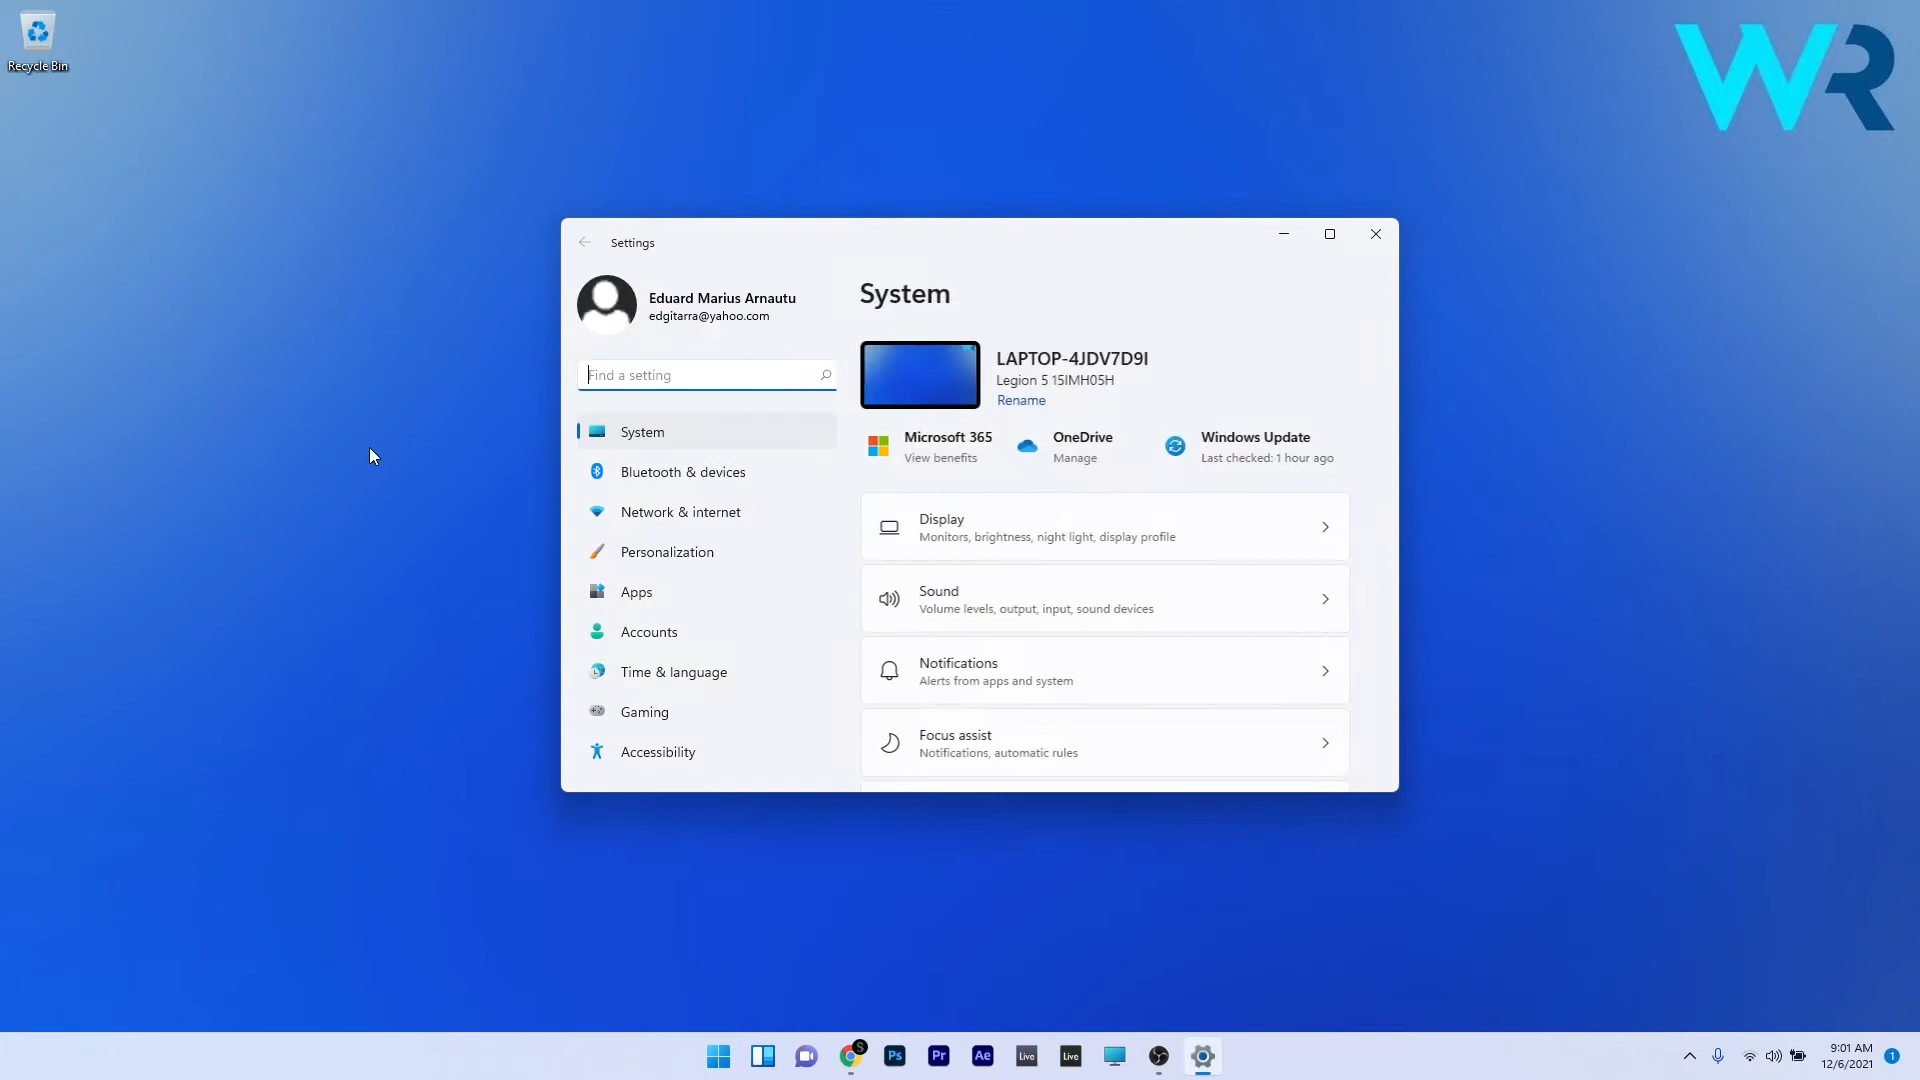 Recycle Bin
WR
Settings
Eduard Marius Arnautu
edgitarra@yahoo.com
Find a setting
System
Bluetooth & devices
Network & internet
Personalization
Apps
Accounts
Time & language
Gaming
Accessibility
System
LAPTOP-4JDV7D9I
Legion 5 15IMH05H
Rename
Microsoft 365
View benefits
OneDrive
Manage
Windows Update
Last checked: 1 hour ago
Display
Monitors, brightness, night light, display profile
Sound
Volume levels, output, input, sound devices
Notifications
Alerts from apps and system
Focus assist
Notifications, automatic rules
S
Ps
Pr
Ae
Live
Live
9:01 AM
12/6/2021
1